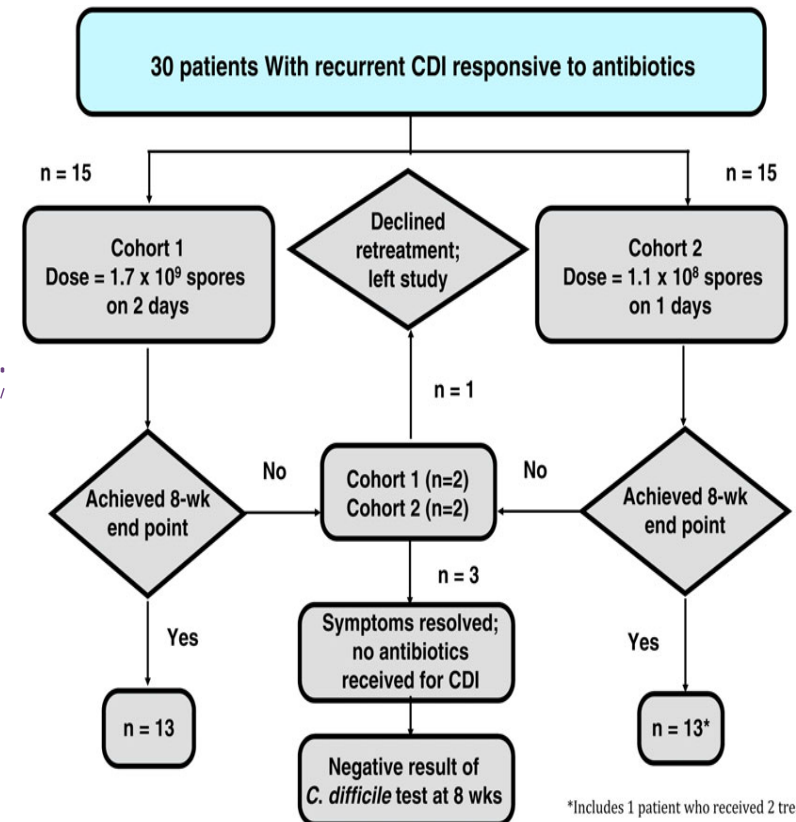 30 patients With recurrent CDI responsive to antibiotics
n = 15
n = 15
Cohort 1
Dose = 1.7 x 10⁹ spores
on 2 days
Declined
retreatment;
left study
Cohort 2
Dose = 1.1 x 10⁸ spores
on 1 days
n = 1
Achieved 8-wk
end point
No
Cohort 1 (n=2)
Cohort 2 (n=2)
No
Achieved 8-wk
end point
n = 3
Yes
Symptoms resolved;
no antibiotics
received for CDI
Yes
n = 13
n = 13*
Negative result of
C. difficile test at 8 wks
*Includes 1 patient who received 2